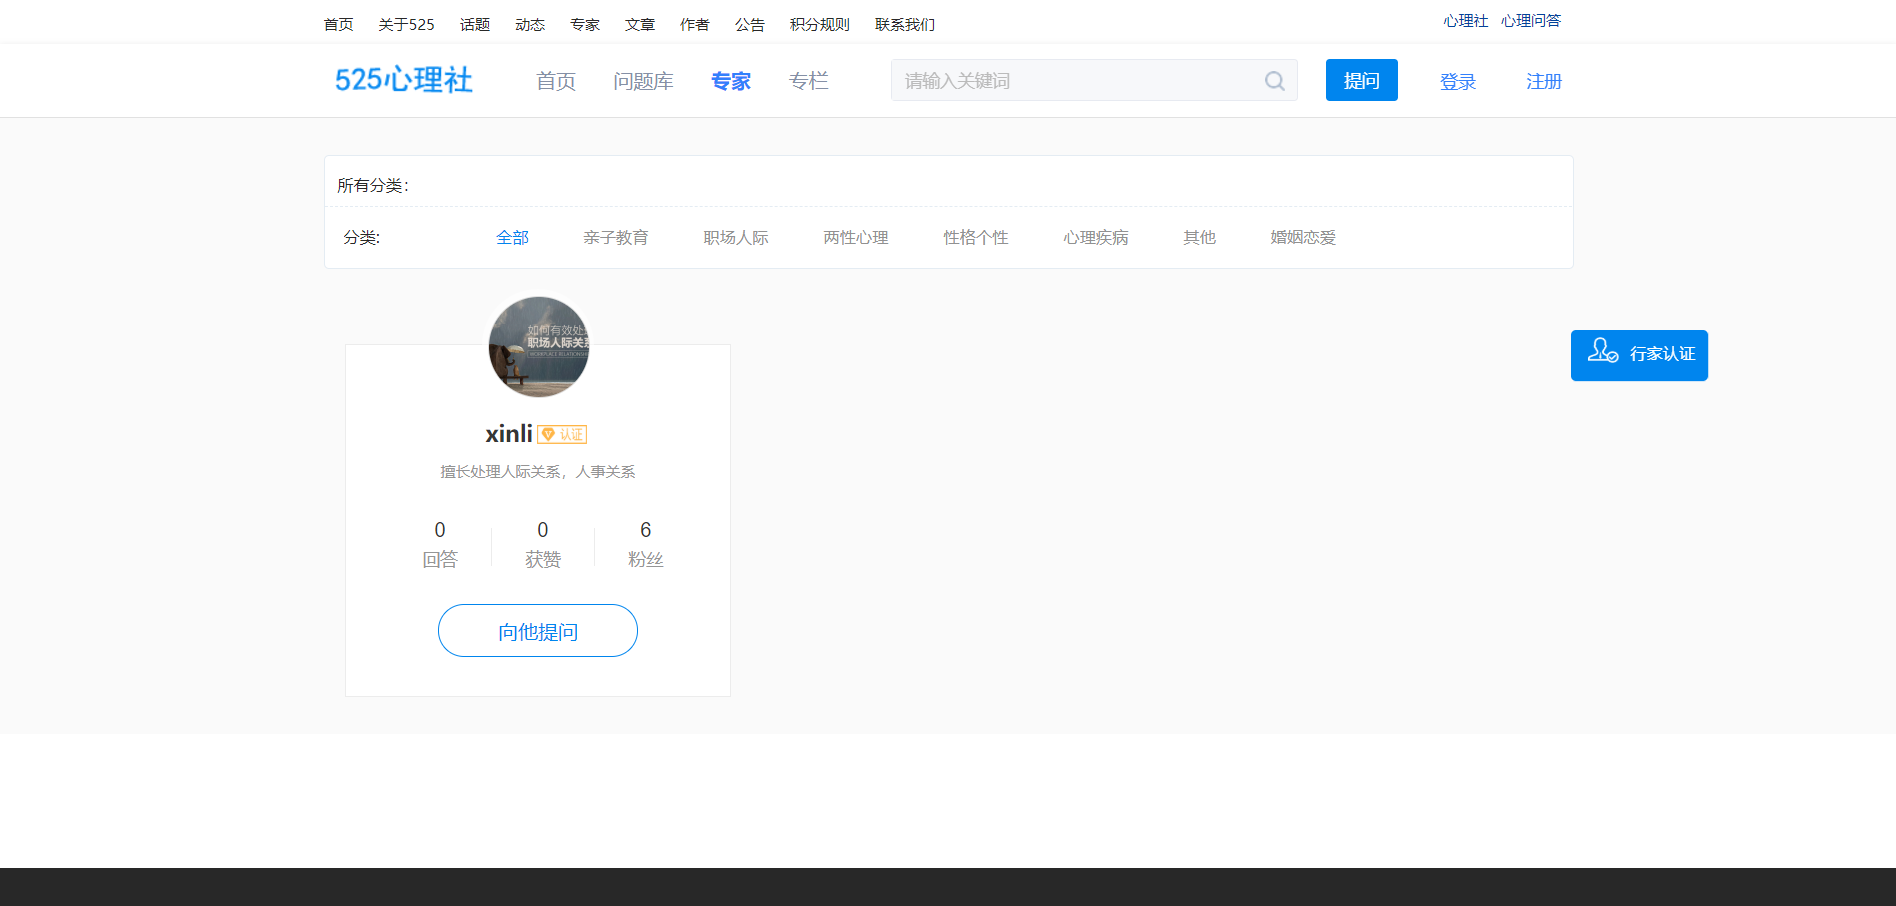 首页 关于525 话题 动态 专家 文章 作者 公告 积分规则 联系我们 心理社 心理问答
525心理社 首页 问题库 专家 专栏 请输入关键词 提问 登录 注册
所有分类：
分类: 全部 亲子教育 职场人际 两性心理 性格个性 心理疾病 其他 婚姻恋爱
如何有效处
职场人际关
WORKPLACE RELATIONSHIP
行家认证
xinli 认证
擅长处理人际关系，人事关系
0 0 6
回答 获赞 粉丝
向他提问